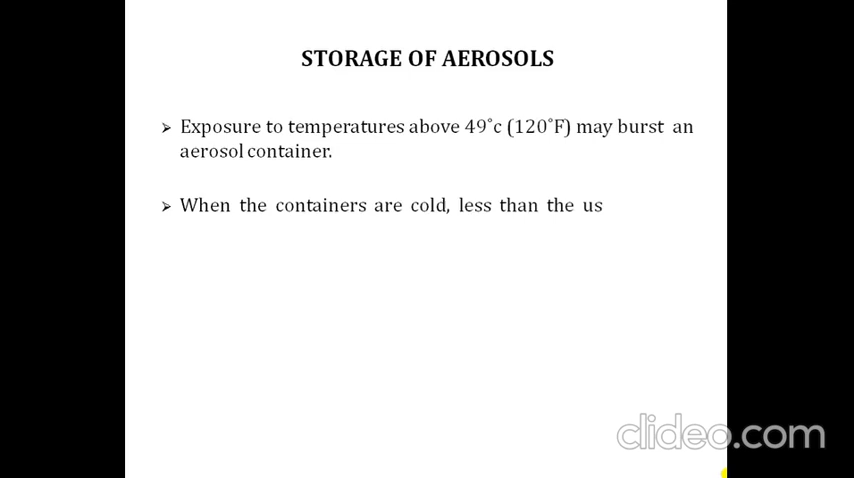 STORAGE OF AEROSOLS
➢ Exposure to temperatures above 49˚c (120˚F) may burst an
aerosol container.
➢ When the containers are cold, less than the us
clideo.com